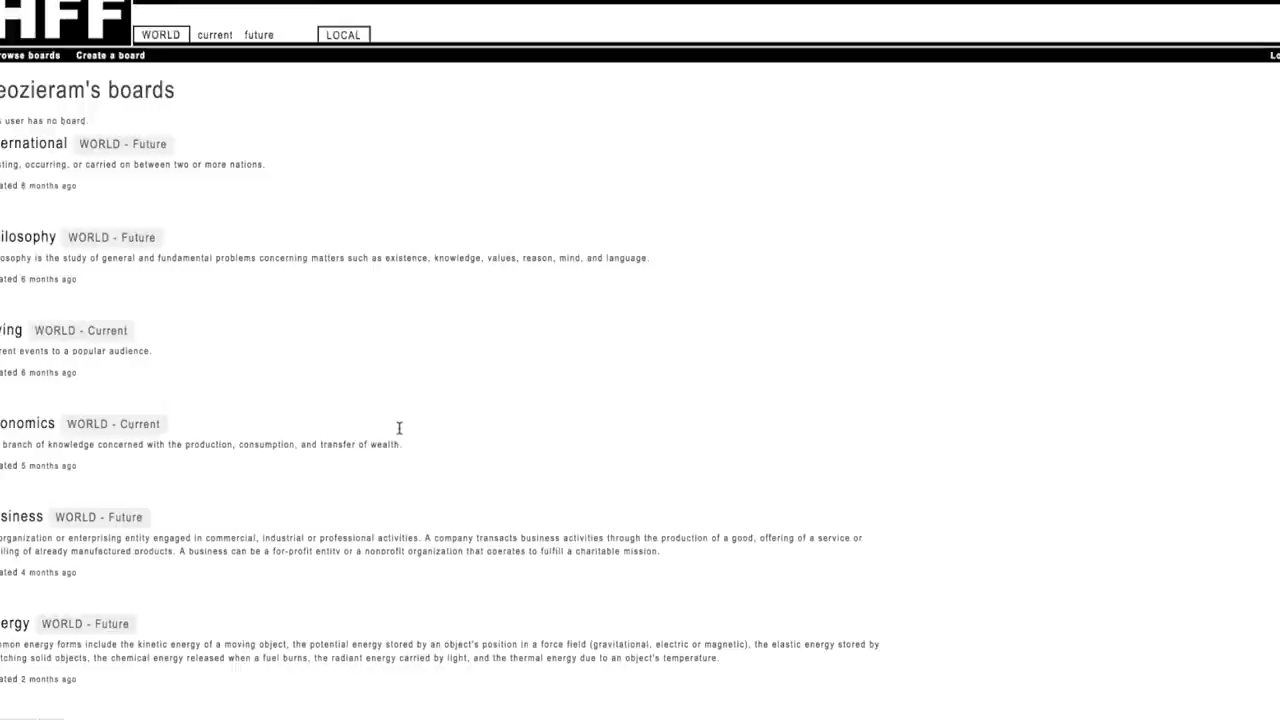 HFF
WORLD current future LOCAL
rowse boards Create a board Lo
eozieram's boards
s user has no board.
ernational WORLD - Future
sting, occurring, or carried on between two or more nations.
ated 6 months ago
ilosophy WORLD - Future
osophy is the study of general and fundamental problems concerning matters such as existence, knowledge, values, reason, mind, and language.
ated 6 months ago
ving WORLD - Current
rent events to a popular audience.
ated 6 months ago
onomics WORLD - Current
branch of knowledge concerned with the production, consumption, and transfer of wealth.
ated 5 months ago
siness WORLD - Future
organization or enterprising entity engaged in commercial, industrial or professional activities. A company transacts business activities through the production of a good, offering of a service or
iling of already manufactured products. A business can be a for-profit entity or a nonprofit organization that operates to fulfill a charitable mission.
ated 4 months ago
ergy WORLD - Future
mon energy forms include the kinetic energy of a moving object, the potential energy stored by an object's position in a force field (gravitational, electric or magnetic), the elastic energy stored by
tching solid objects, the chemical energy released when a fuel burns, the radiant energy carried by light, and the thermal energy due to an object's temperature.
ated 2 months ago